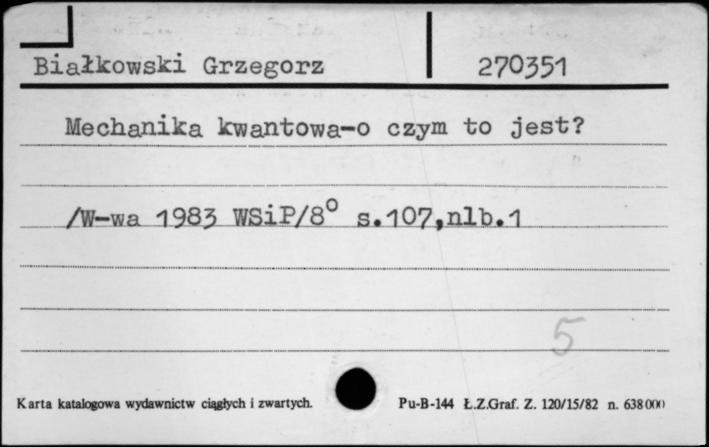 Białkowski Grzegorz 270351
Mechanika kwantowa-o czym to jest?
/W-wa 1983 WSiP/8° s.107,nlb.1
5
Karta katalogowa wydawnictw ciągłych i zwartych. Pu-B-144 Ł.Z.Graf. Z. 120/15/82 n. 638000